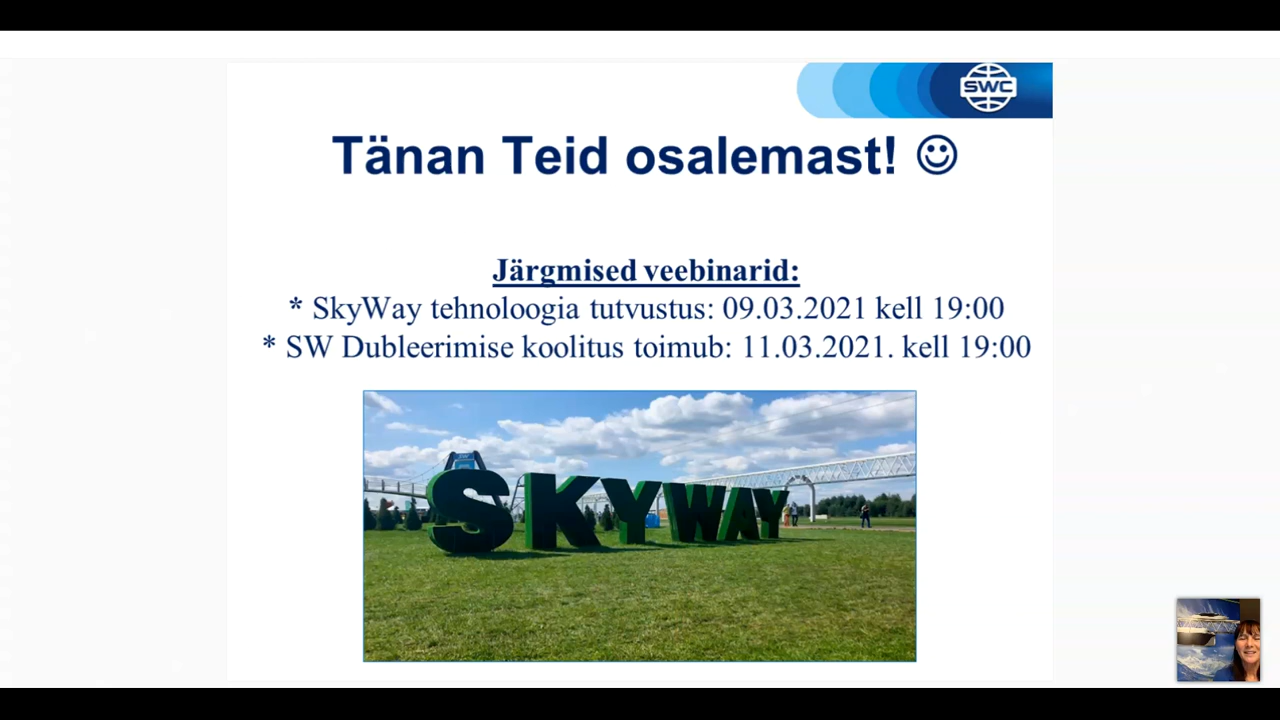 SWC
Tänan Teid osalemast! ☺
Järgmised veebinarid:
* SkyWay tehnoloogia tutvustus: 09.03.2021 kell 19:00
* SW Dubleerimise koolitus toimub: 11.03.2021. kell 19:00
SKYWAY